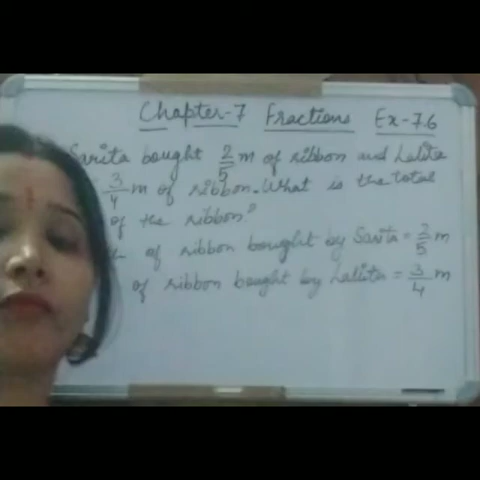 Chapter-7 Fractions Ex-7.6
Sarita bought 2/5 m of ribbon and Lalita
3/4 m of ribbon. What is the total
of the ribbon?
of ribbon bought by Sarita = 2/5 m
of ribbon bought by Lalita = 3/4 m